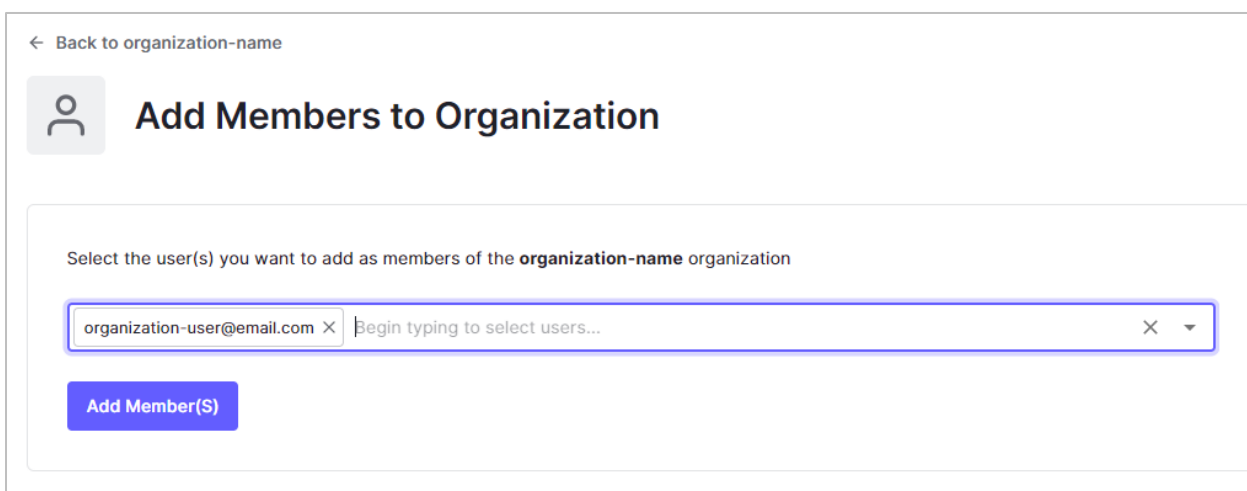 ← Back to organization-name
Add Members to Organization
Select the user(s) you want to add as members of the organization-name organization
organization-user@email.com × Begin typing to select users...
Add Member(S)